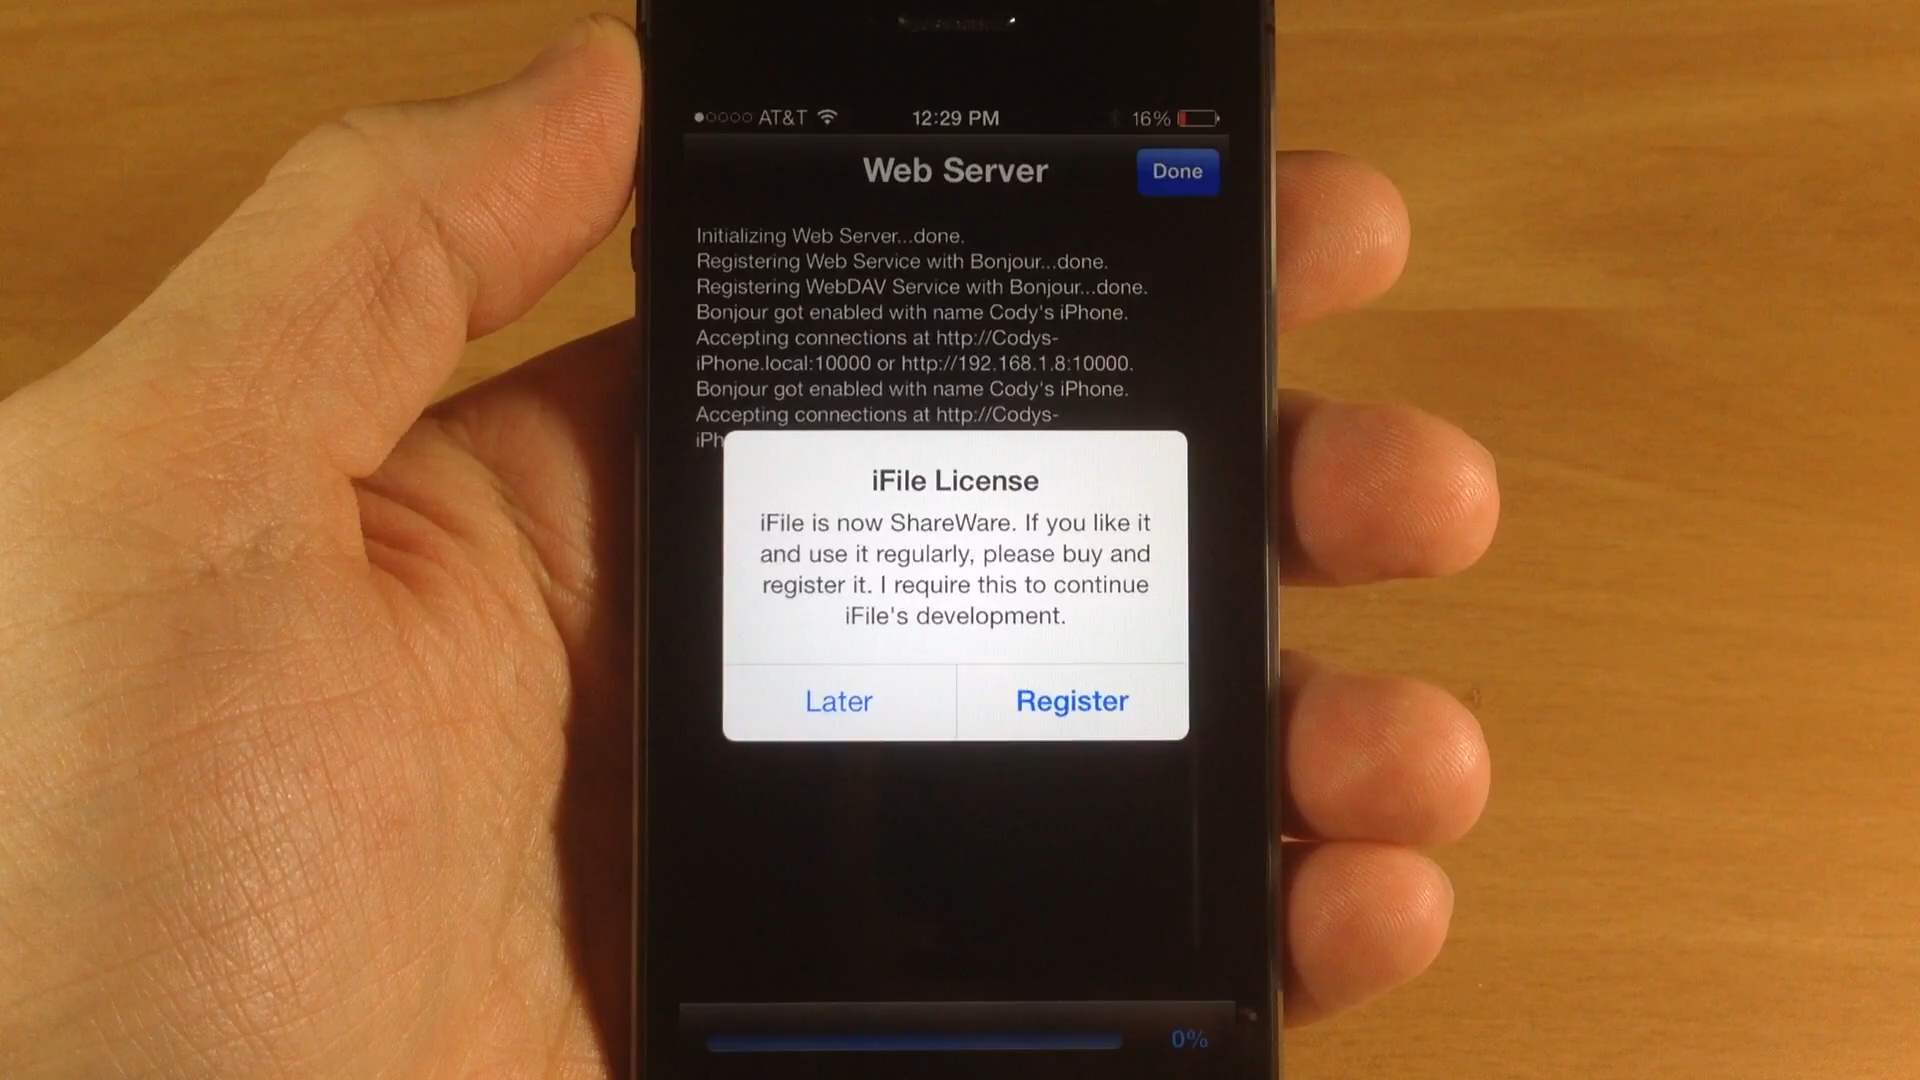 AT&T 12:29 PM 16%
Web Server Done
Initializing Web Server...done.
Registering Web Service with Bonjour...done.
Registering WebDAV Service with Bonjour...done.
Bonjour got enabled with name Cody's iPhone.
Accepting connections at http://Codys-
iPhone.local:10000 or http://192.168.1.8:10000.
Bonjour got enabled with name Cody's iPhone.
Accepting connections at http://Codys-
iPh
iFile License
iFile is now ShareWare. If you like it
and use it regularly, please buy and
register it. I require this to continue
iFile's development.
Later Register
0%